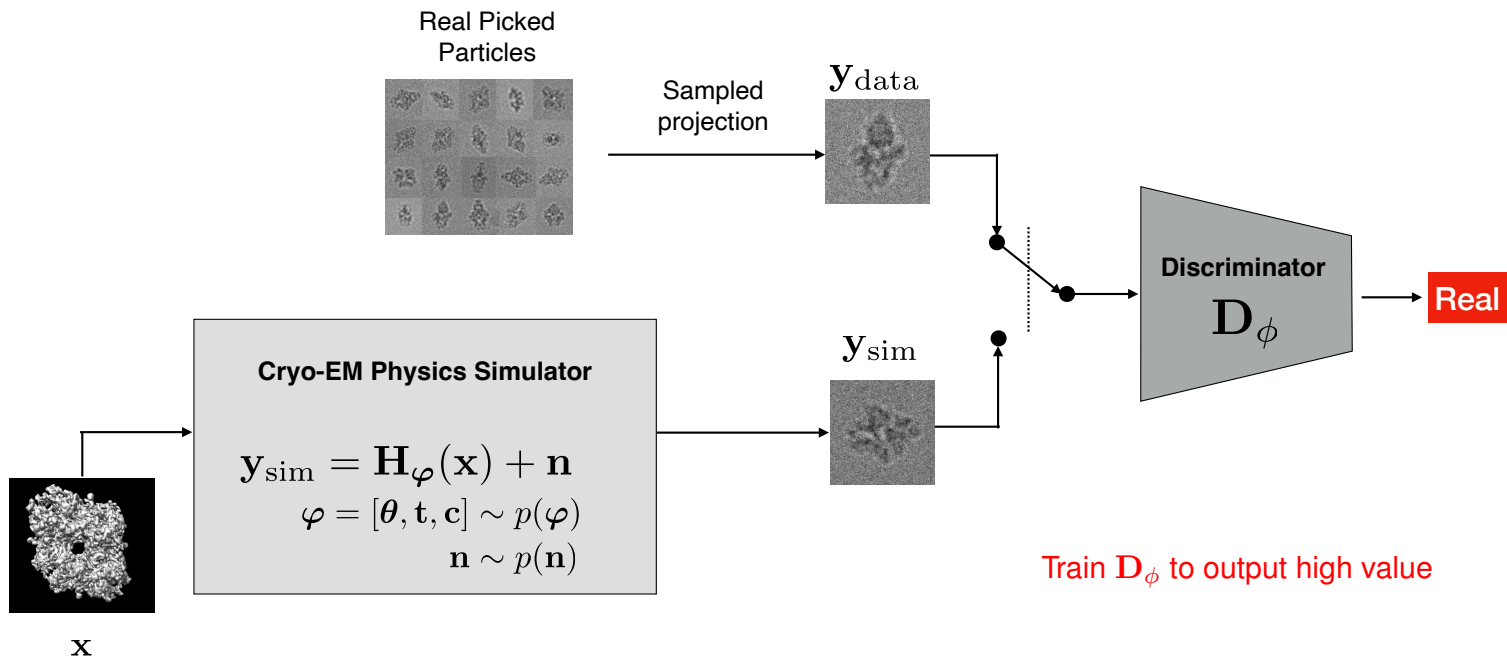 Real Picked
Particles
Sampled
projection
y_data
Discriminator
D_ϕ
Real
y_sim
Cryo-EM Physics Simulator
y_sim = H_φ(x) + n
φ = [θ, t, c] ∼ p(φ)
n ∼ p(n)
Train D_ϕ to output high value
x